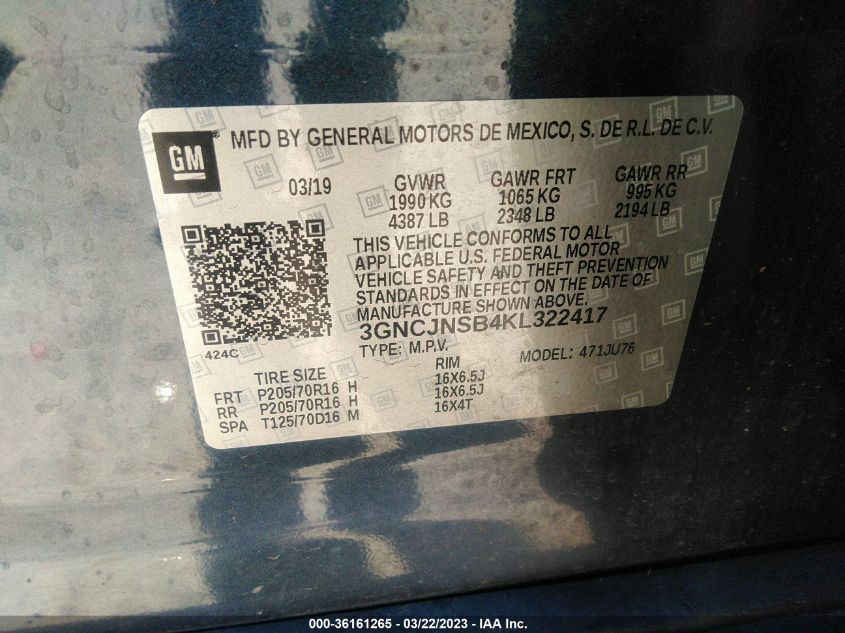 GM
MFD BY GENERAL MOTORS DE MEXICO, S. DE R.L. DE C.V.
03/19 GVWR GAWR FRT GAWR RR
1990 KG 1065 KG 995 KG
4387 LB 2348 LB 2194 LB
THIS VEHICLE CONFORMS TO ALL
APPLICABLE U.S. FEDERAL MOTOR
VEHICLE SAFETY AND THEFT PREVENTION
STANDARDS IN EFFECT ON THE DATE OF
MANUFACTURE SHOWN ABOVE.
3GNCJNSB4KL322417
424C TYPE: M.P.V. MODEL: 471JU76
TIRE SIZE RIM
FRT P205/70R16 H 16X6.5J
RR P205/70R16 H 16X6.5J
SPA T125/70D16 M 16X4T
000-36161265 - 03/22/2023 - IAA Inc.